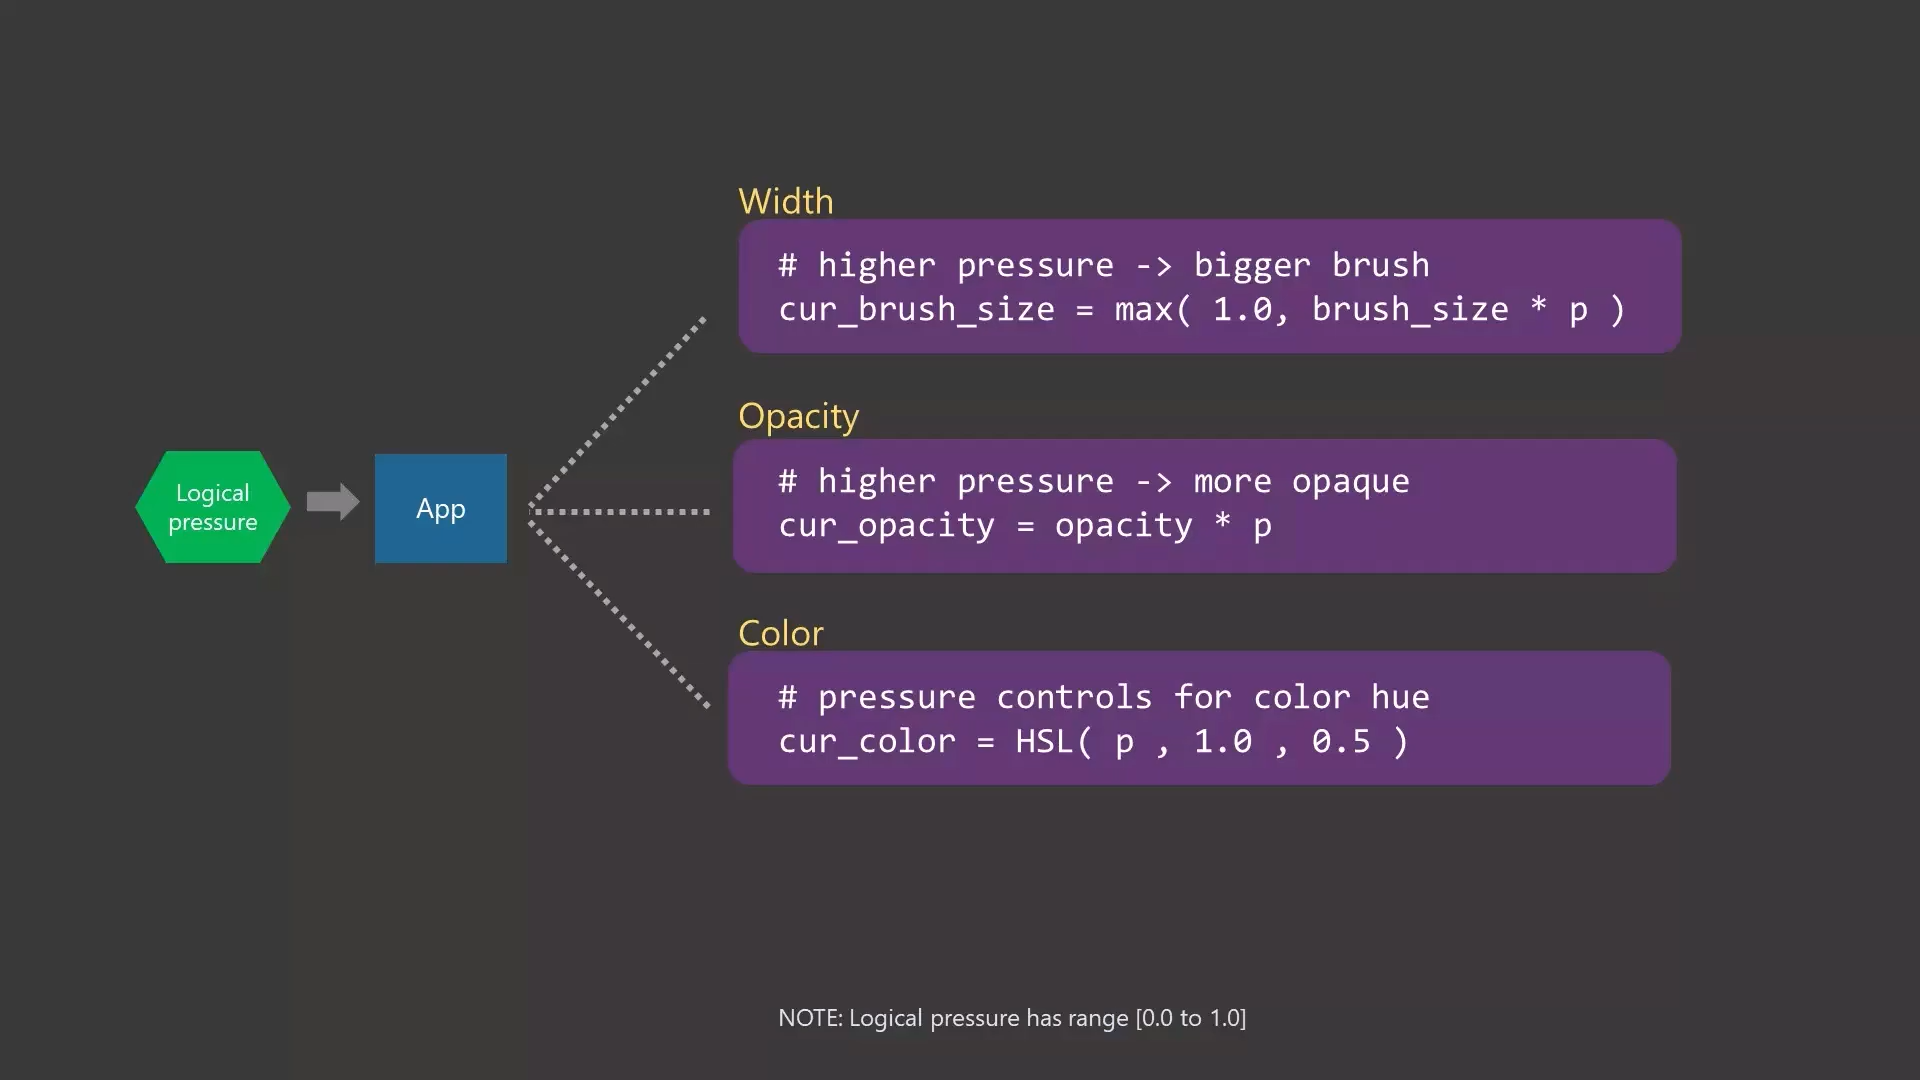 Width
# higher pressure -> bigger brush
cur_brush_size = max( 1.0, brush_size * p )
Opacity
# higher pressure -> more opaque
cur_opacity = opacity * p
Logical
pressure
App
Color
# pressure controls for color hue
cur_color = HSL( p , 1.0 , 0.5 )
NOTE: Logical pressure has range [0.0 to 1.0]